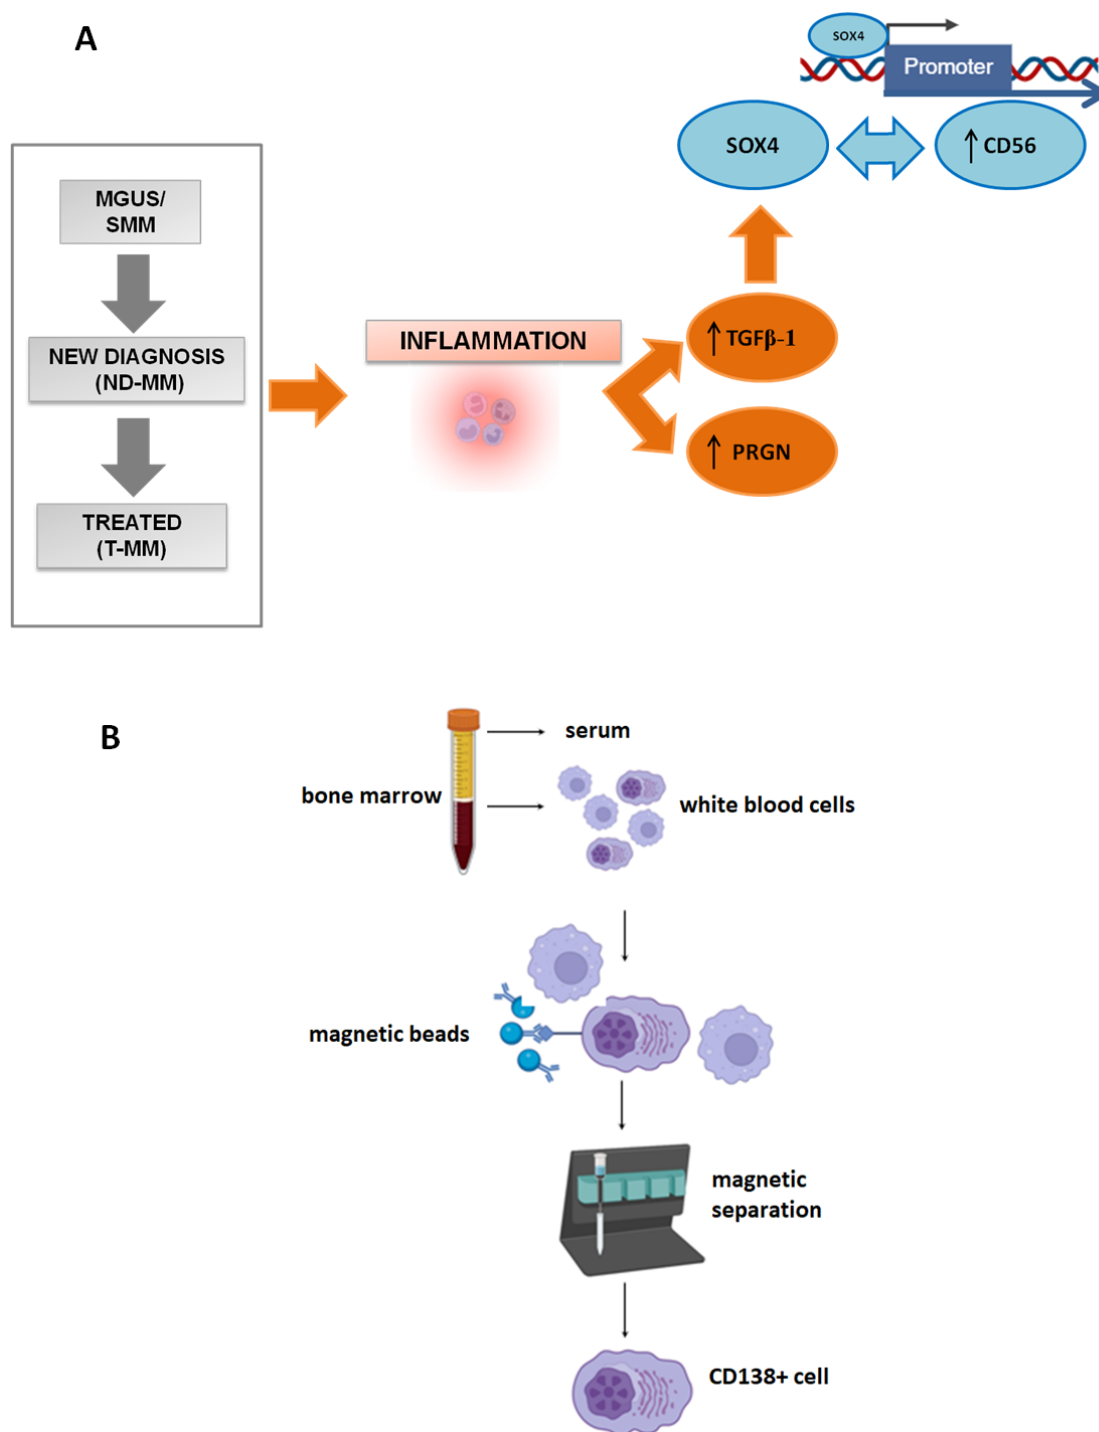 A
SOX4
Promoter
SOX4
↑ CD56
MGUS/
SMM
NEW DIAGNOSIS
(ND-MM)
TREATED
(T-MM)
INFLAMMATION
↑ TGFβ-1
↑ PRGN
B
serum
bone marrow
white blood cells
magnetic beads
magnetic
separation
CD138+ cell